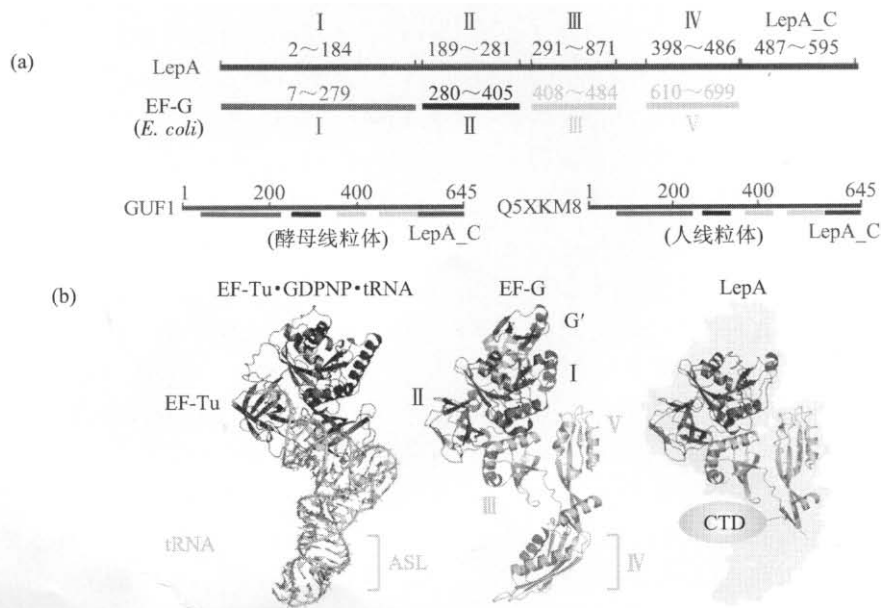 (a)
Ⅰ Ⅱ Ⅲ Ⅳ LepA_C
2～184 189～281 291～871 398～486 487～595
LepA
7～279 280～405 408～484 610～699
EF-G
(E. coli)
Ⅰ Ⅱ Ⅲ Ⅴ
1 200 400 645
GUF1
(酵母线粒体) LepA_C
1 200 400 645
Q5XKM8
(人线粒体) LepA_C
(b)
EF-Tu•GDPNP•tRNA EF-G LepA
G′
Ⅰ
EF-Tu
Ⅱ
Ⅴ
Ⅲ
CTD
tRNA
ASL
Ⅳ